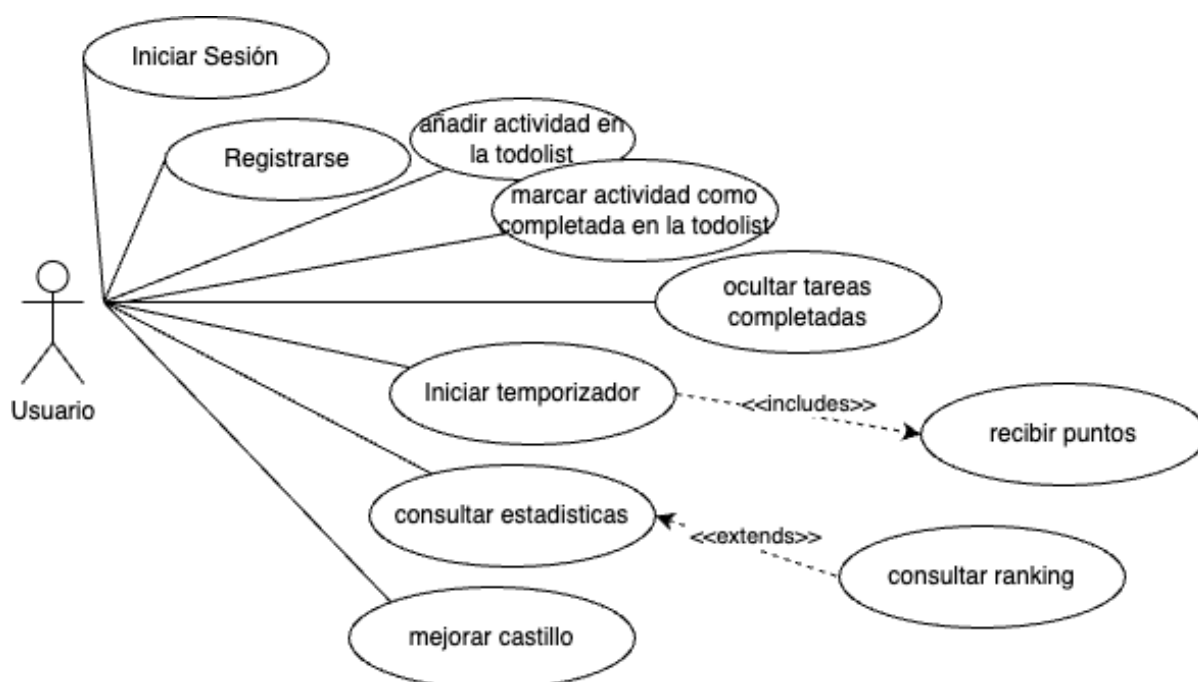 Iniciar Sesión
Registrarse
añadir actividad en
la todolist
marcar actividad como
completada en la todolist
ocultar tareas
completadas
Usuario
Iniciar temporizador
<<includes>>
recibir puntos
consultar estadisticas
<<extends>>
consultar ranking
mejorar castillo